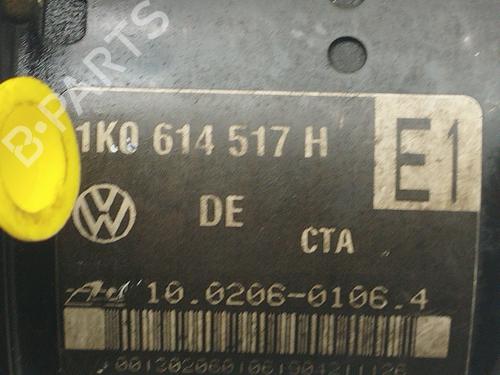 B-PARTS
1K0 614 517 H
E1
DE
CTA
10.0206-0106.4